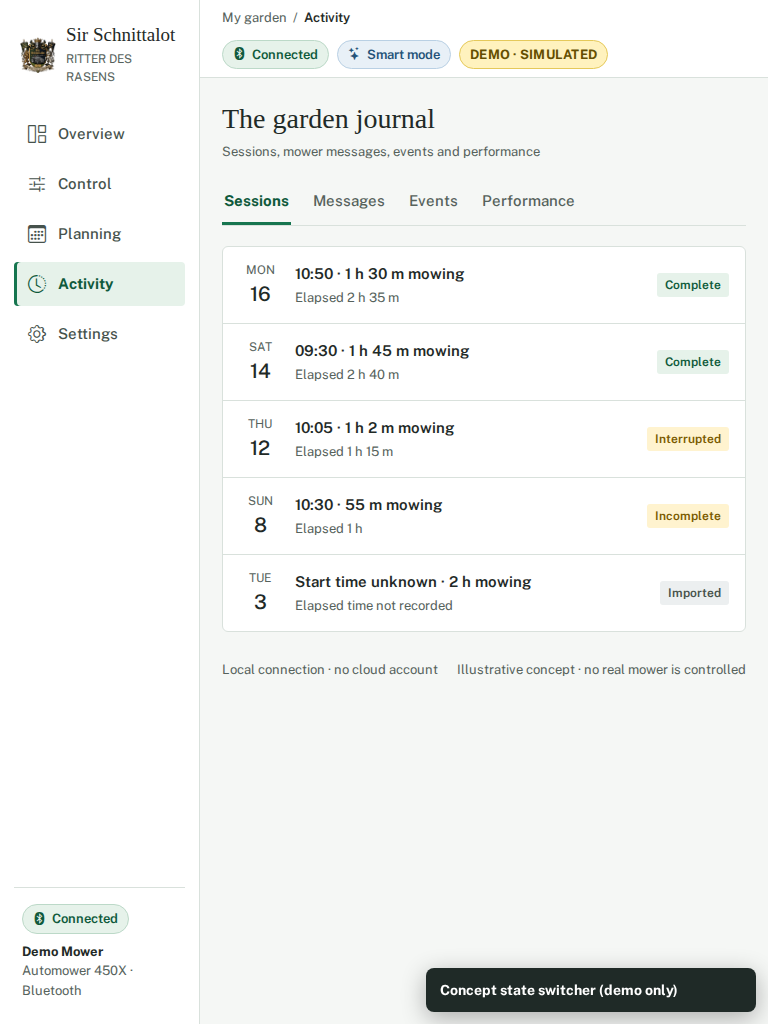 Sir Schnittalot
RITTER DES
RASENS
Overview
Control
Planning
Activity
Settings
Connected
Demo Mower
Automower 450X ·
Bluetooth
My garden / Activity
Connected
Smart mode
DEMO · SIMULATED
The garden journal
Sessions, mower messages, events and performance
Sessions Messages Events Performance
MON
16
10:50 · 1 h 30 m mowing
Elapsed 2 h 35 m
Complete
SAT
14
09:30 · 1 h 45 m mowing
Elapsed 2 h 40 m
Complete
THU
12
10:05 · 1 h 2 m mowing
Elapsed 1 h 15 m
Interrupted
SUN
8
10:30 · 55 m mowing
Elapsed 1 h
Incomplete
TUE
3
Start time unknown · 2 h mowing
Elapsed time not recorded
Imported
Local connection · no cloud account
Illustrative concept · no real mower is controlled
Concept state switcher (demo only)